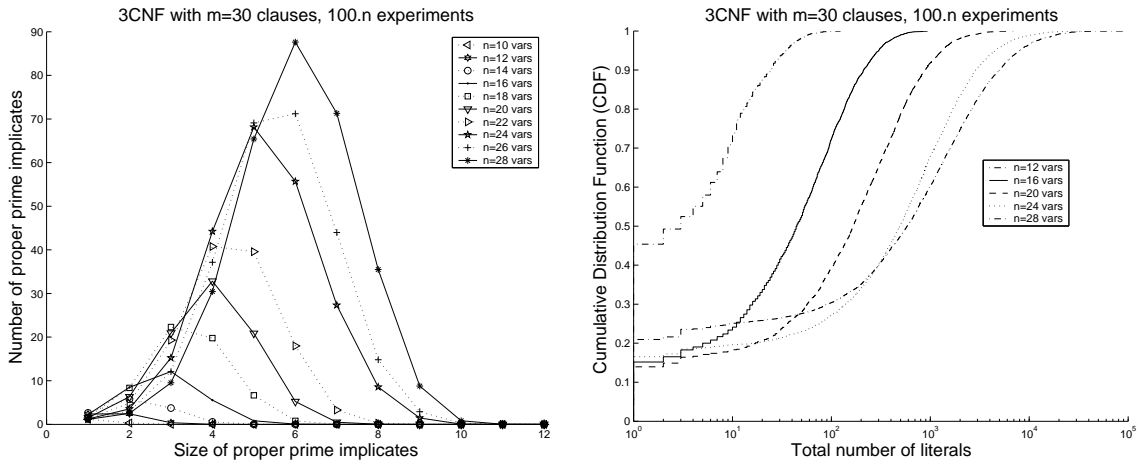 3CNF with m=30 clauses, 100.n experiments
90
80
70
60
50
40
30
20
10
0
Number of proper prime implicates
n=10 vars
n=12 vars
n=14 vars
n=16 vars
n=18 vars
n=20 vars
n=22 vars
n=24 vars
n=26 vars
n=28 vars
0 2 4 6 8 10 12
Size of proper prime implicates
3CNF with m=30 clauses, 100.n experiments
1
0.9
0.8
0.7
0.6
0.5
0.4
0.3
0.2
0.1
0
Cumulative Distribution Function (CDF)
n=12 vars
n=16 vars
n=20 vars
n=24 vars
n=28 vars
10^0 10^1 10^2 10^3 10^4 10^5
Total number of literals